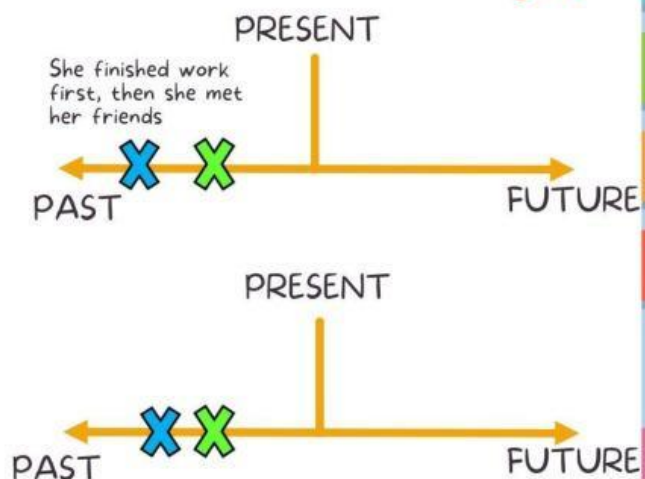 PRESENT
She finished work
first, then she met
her friends
PAST
FUTURE
PRESENT
PAST
FUTURE